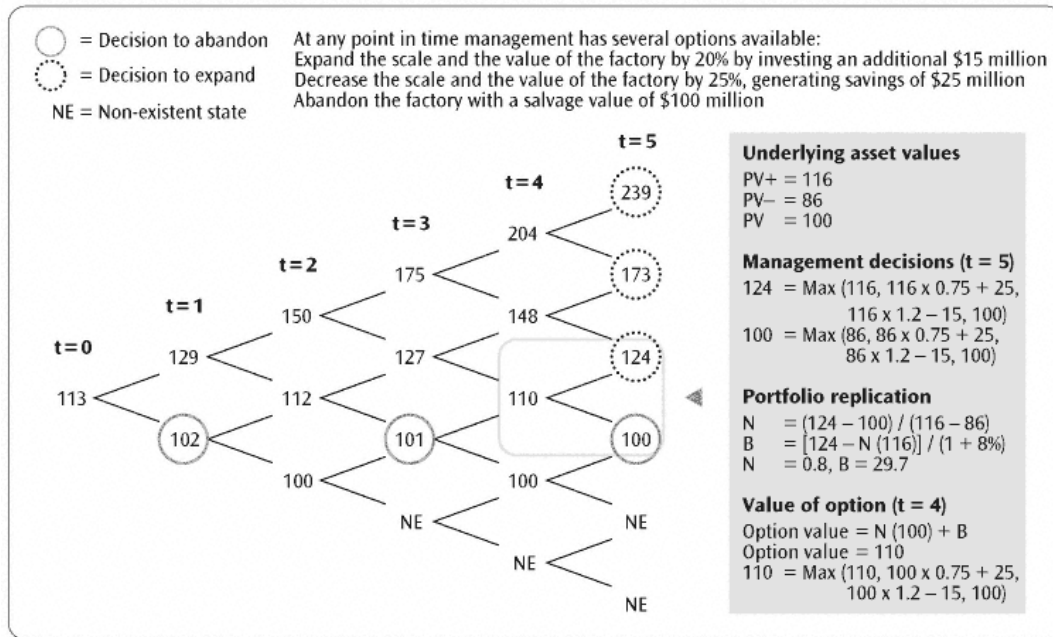 = Decision to abandon
= Decision to expand
NE = Non-existent state
At any point in time management has several options available:
Expand the scale and the value of the factory by 20% by investing an additional $15 million
Decrease the scale and the value of the factory by 25%, generating savings of $25 million
Abandon the factory with a salvage value of $100 million
t=0
113
t=1
129
102
t=2
150
112
100
t=3
175
127
101
NE
t=4
204
148
110
100
NE
t=5
239
173
124
100
NE
NE
Underlying asset values
PV+ = 116
PV– = 86
PV = 100
Management decisions (t = 5)
124 = Max (116, 116 x 0.75 + 25,
116 x 1.2 – 15, 100)
100 = Max (86, 86 x 0.75 + 25,
86 x 1.2 – 15, 100)
Portfolio replication
N = (124 – 100) / (116 – 86)
B = [124 – N (116)] / (1 + 8%)
N = 0.8, B = 29.7
Value of option (t = 4)
Option value = N (100) + B
Option value = 110
110 = Max (110, 100 x 0.75 + 25,
100 x 1.2 – 15, 100)